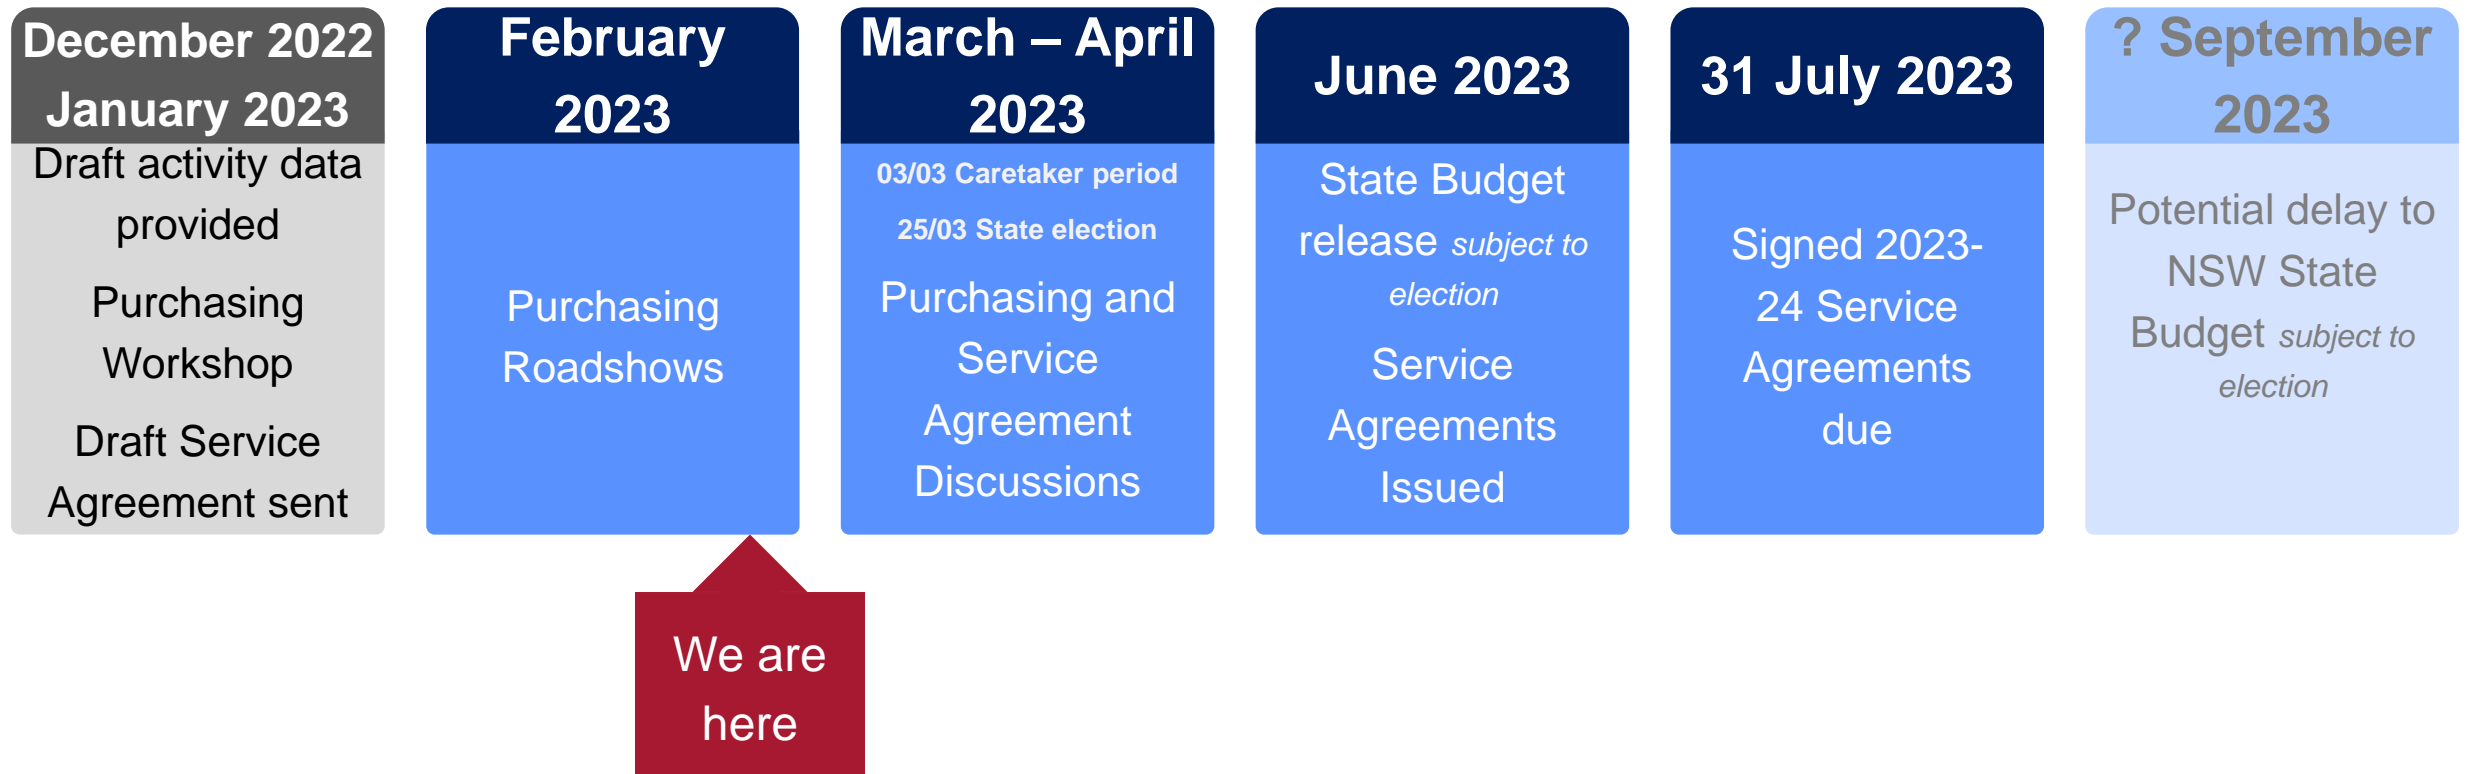 December 2022
January 2023
Draft activity data
provided
Purchasing
Workshop
Draft Service
Agreement sent
February
2023
Purchasing
Roadshows
March – April
2023
03/03 Caretaker period
25/03 State election
Purchasing and
Service
Agreement
Discussions
June 2023
State Budget
release subject to
election
Service
Agreements
Issued
31 July 2023
Signed 2023-
24 Service
Agreements
due
? September
2023
Potential delay to
NSW State
Budget subject to
election
We are
here